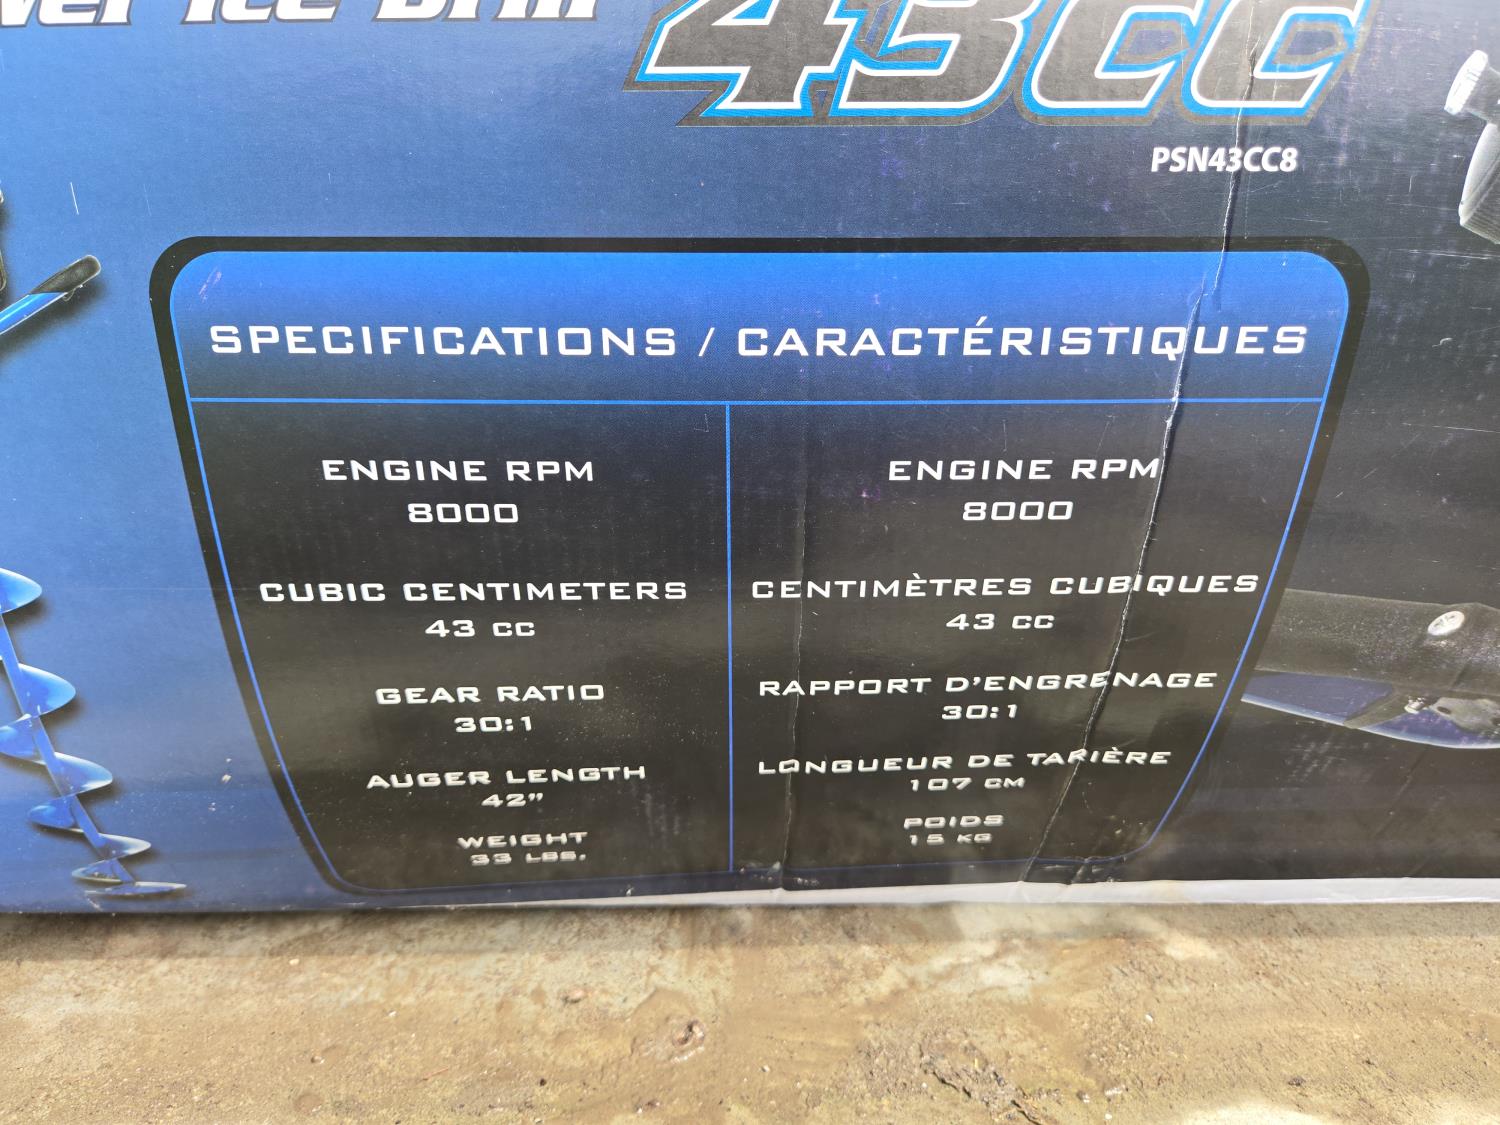 Ice Drill 43cc
PSN43CC8
SPECIFICATIONS / CARACTÉRISTIQUES
ENGINE RPM
8000
CUBIC CENTIMETERS
43 CC
GEAR RATIO
30:1
AUGER LENGTH
42”
WEIGHT
33 LBS.
ENGINE RPM
8000
CENTIMÈTRES CUBIQUES
43 CC
RAPPORT D’ENGRENAGE
30:1
LONGUEUR DE TARIÈRE
107 CM
POIDS
15 KG